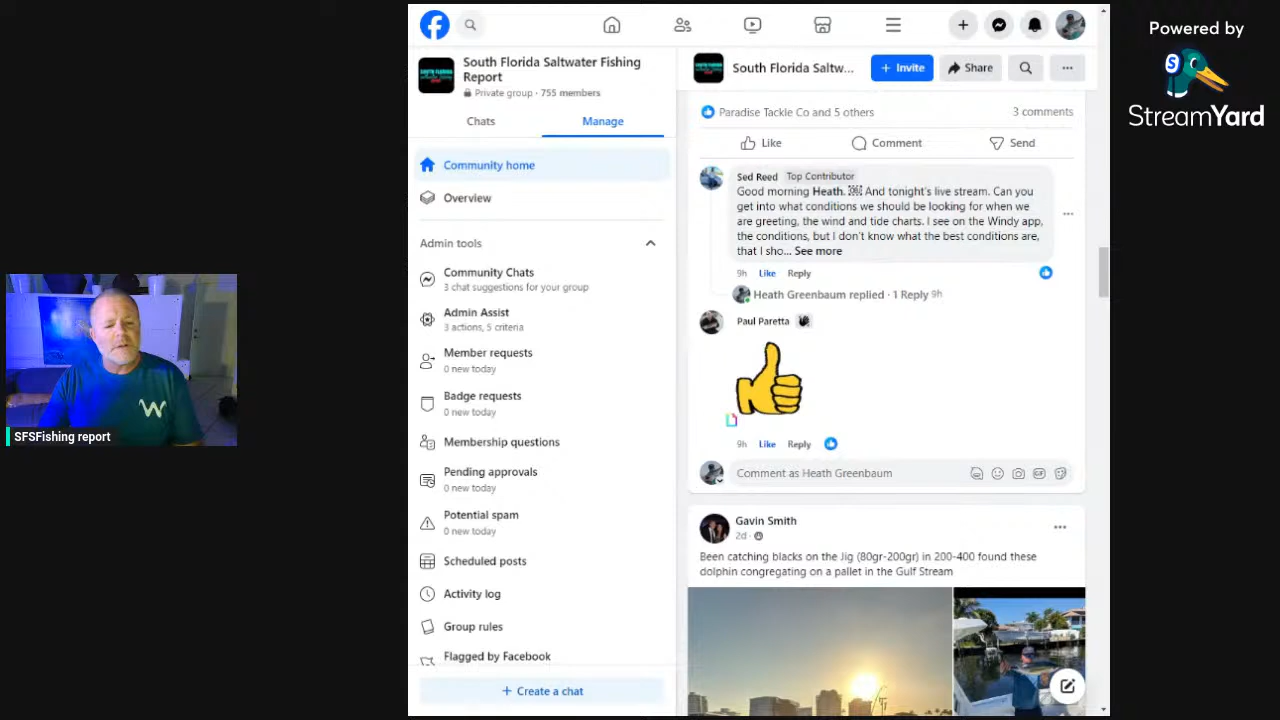 Powered by
StreamYard
SFSFishing report
South Florida Saltwater Fishing
Report
Private group · 755 members
Chats
Manage
Community home
Overview
Admin tools
Community Chats
3 chat suggestions for your group
Admin Assist
3 actions, 5 criteria
Member requests
0 new today
Badge requests
0 new today
Membership questions
Pending approvals
0 new today
Potential spam
0 new today
Scheduled posts
Activity log
Group rules
Flagged by Facebook
+ Create a chat
South Florida Saltw...
+ Invite
Share
Paradise Tackle Co and 5 others
3 comments
Like
Comment
Send
Sed Reed Top Contributor
Good morning Heath. And tonight's live stream. Can you
get into what conditions we should be looking for when we
are greeting, the wind and tide charts. I see on the Windy app,
the conditions, but I don't know what the best conditions are,
that I sho... See more
9h Like Reply
Heath Greenbaum replied · 1 Reply 9h
Paul Paretta
9h Like Reply
Comment as Heath Greenbaum
GIF
Gavin Smith
2d ·
Been catching blacks on the Jig (80gr-200gr) in 200-400 found these
dolphin congregating on a pallet in the Gulf Stream